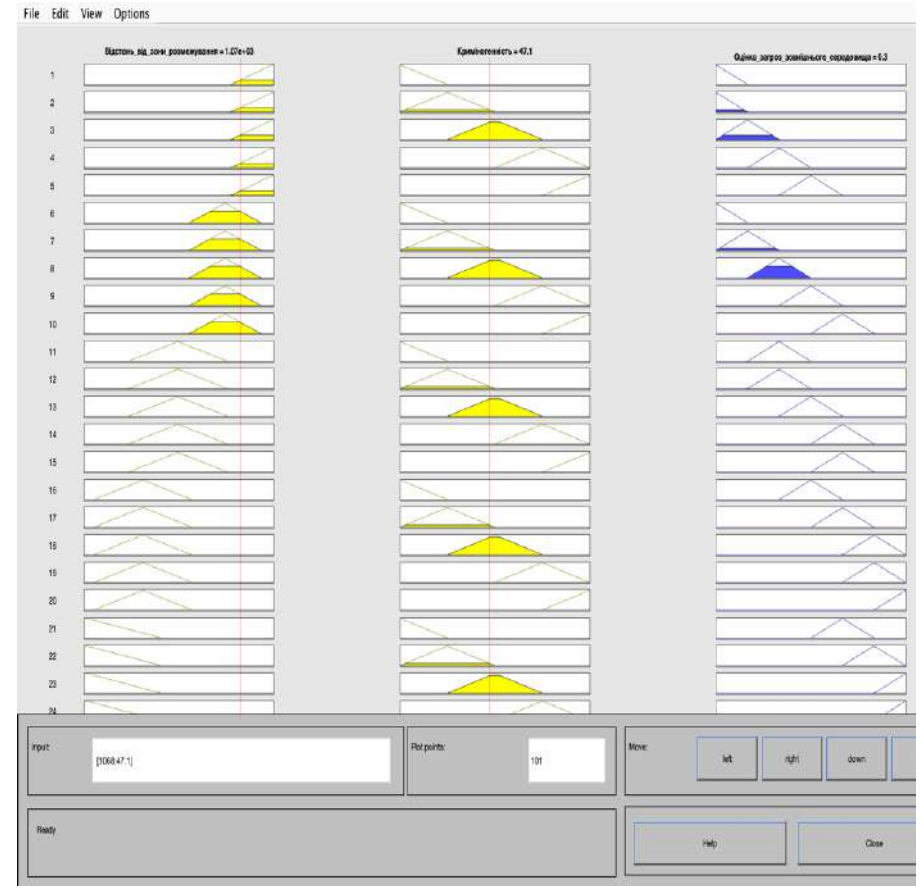 File Edit View Options
Відстань_від_зони_розмежування = 1.07e+03
Криміногенність = 47.1
Оцінка_загроз_зовнішнього_середовища = 0.3
1
2
3
4
5
6
7
8
9
10
11
12
13
14
15
16
17
18
19
20
21
22
23
24
Input:
[1068;47.1]
Plot points:
101
Move:
left
right
down
Ready
Help
Close